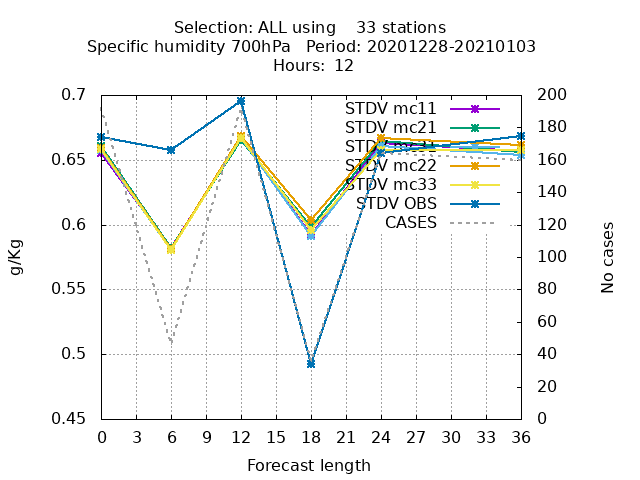 Selection: ALL using 33 stations
Specific humidity 700hPa Period: 20201228-20210103
Hours: 12
0.7
0.65
0.6
0.55
0.5
0.45
g/Kg
200
180
160
140
120
100
80
60
40
20
0
No cases
STDV mc11
STDV mc21
STDV
STDV mc22
STDV mc33
STDV OBS
CASES
0 3 6 9 12 15 18 21 24 27 30 33 36
Forecast length